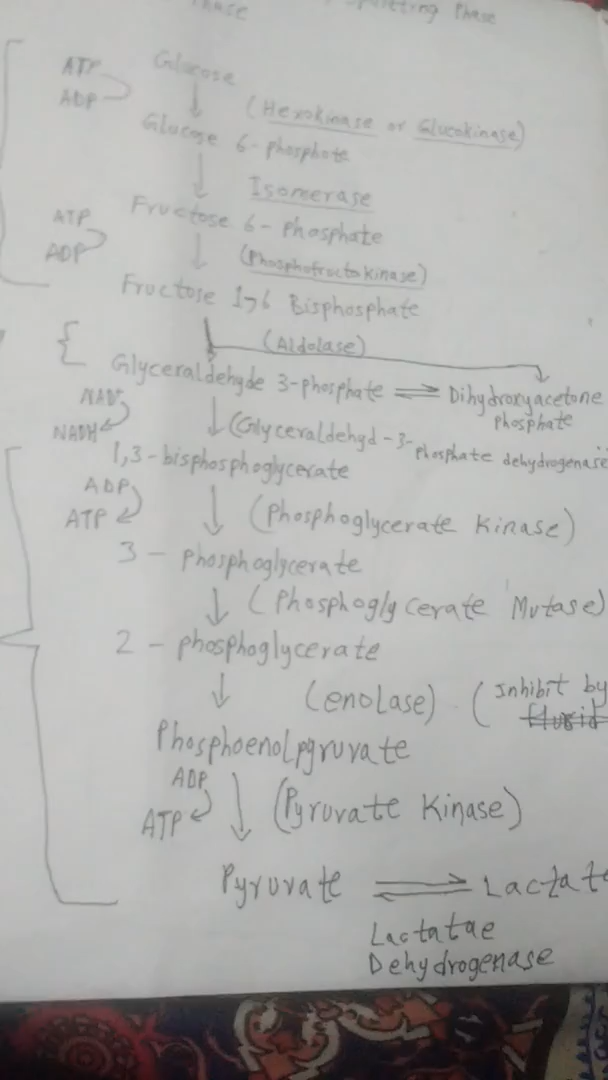 Phase Splitting Phase
ATP Glucose
ADP (Hexokinase or Glucokinase)
Glucose 6-phosphate
Isomerase
ATP Fructose 6-Phosphate
ADP (Phosphofructokinase)
Fructose 1→6 Bisphosphate
(Aldolase)
Glyceraldehyde 3-phosphate ⇌ Dihydroxyacetone
phosphate
NAD+
NADH (Glyceraldehyd-3-phosphate dehydrogenase
1,3-bisphosphoglycerate
ADP
ATP (Phosphoglycerate Kinase)
3-Phosphoglycerate
(Phosphoglycerate Mutase)
2-phosphoglycerate
(enolase) (Inhibit by
Phosphoenolpyruvate
ADP
ATP (Pyruvate Kinase)
Pyruvate ⇌ Lactate
Lactatae
Dehydrogenase